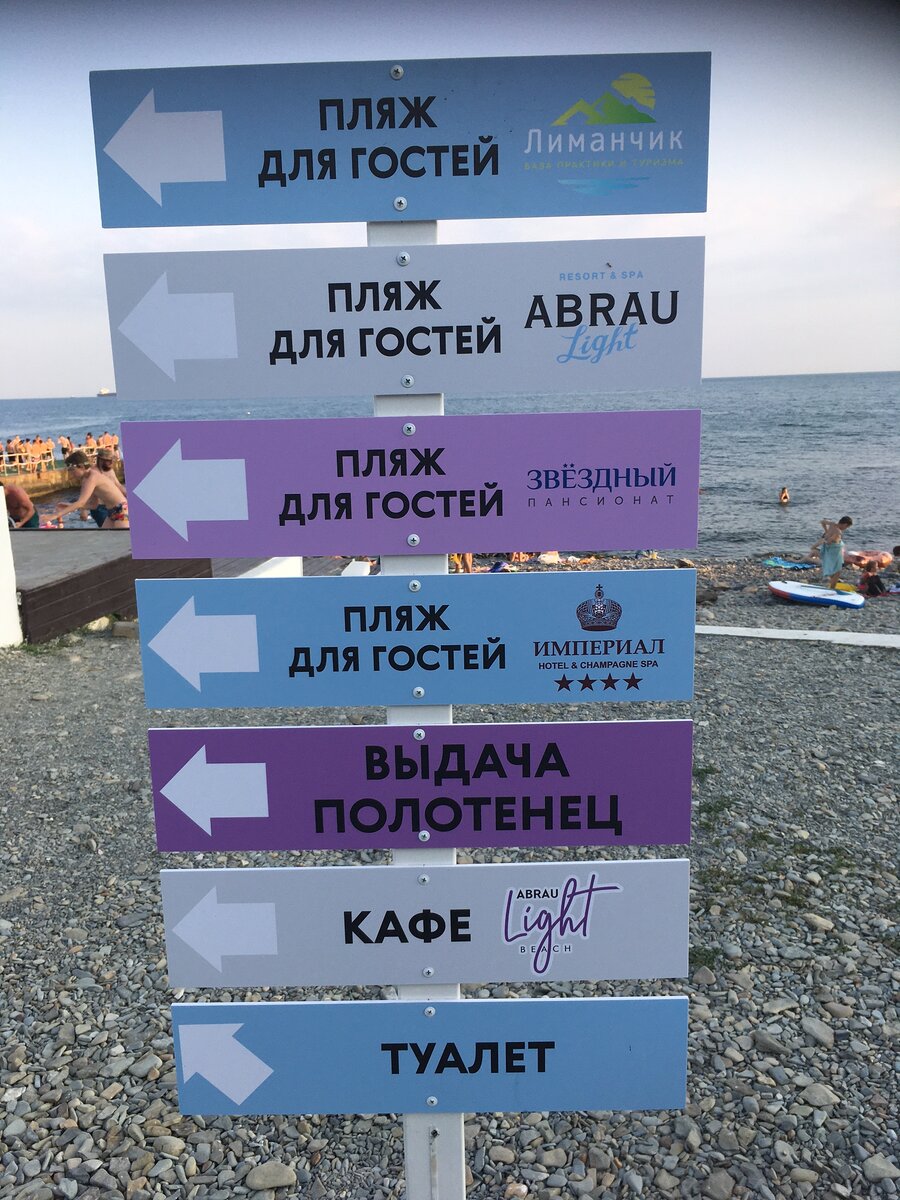 ПЛЯЖ
ДЛЯ ГОСТЕЙ
Лиманчик
БАЗА ПРАКТИКИ И ТУРИЗМА
ПЛЯЖ
ДЛЯ ГОСТЕЙ
RESORT & SPA
ABRAU
Light
ПЛЯЖ
ДЛЯ ГОСТЕЙ
ЗВЁЗДНЫЙ
ПАНСИОНАТ
ПЛЯЖ
ДЛЯ ГОСТЕЙ
ИМПЕРИАЛ
HOTEL & CHAMPAGNE SPA
ВЫДАЧА
ПОЛОТЕНЕЦ
КАФЕ
ABRAU
Light
BEACH
ТУАЛЕТ